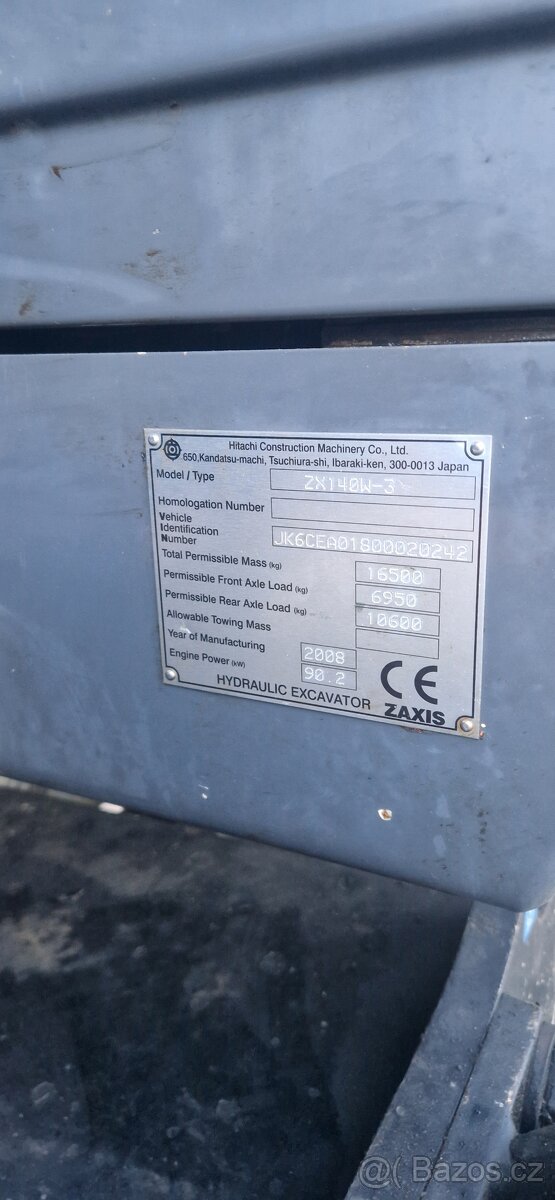 Hitachi Construction Machinery Co., Ltd.
650,Kandatsu-machi, Tsuchiura-shi, Ibaraki-ken, 300-0013 Japan
Model / Type ZX140W-3
Homologation Number
Vehicle
Identification
Number JK6CEA01800020242
Total Permissible Mass (kg) 16500
Permissible Front Axle Load (kg) 6950
Permissible Rear Axle Load (kg) 10600
Allowable Towing Mass
Year of Manufacturing 2008
Engine Power (kW) 90.2
CE
HYDRAULIC EXCAVATOR ZAXIS
Bazos.cz